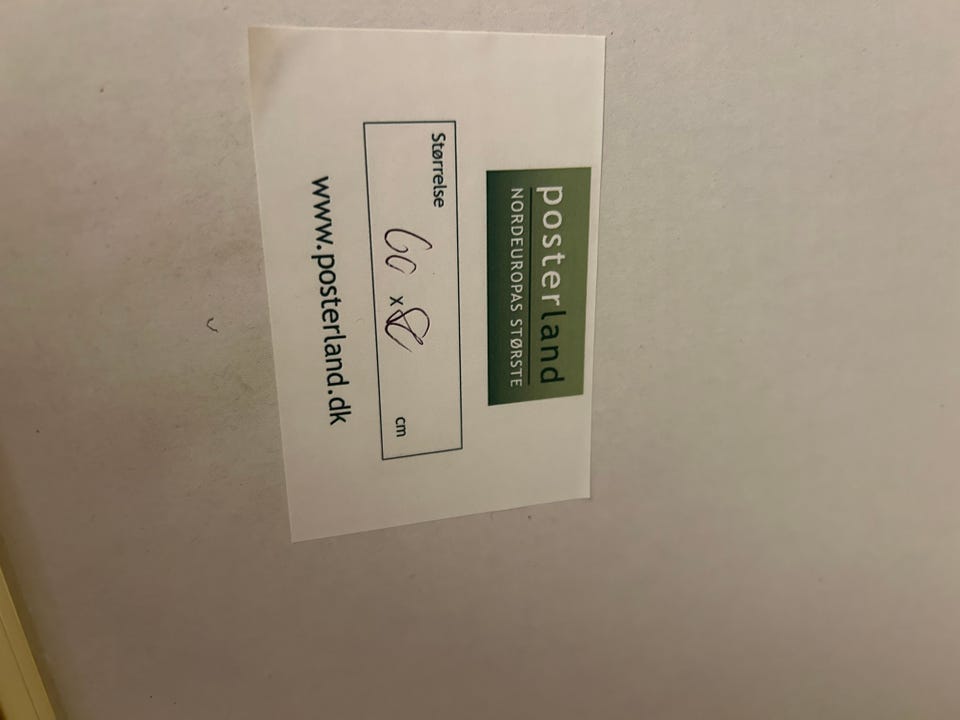 posterland
NORDEUROPAS STØRSTE
Størrelse
60 x 80 cm
www.posterland.dk